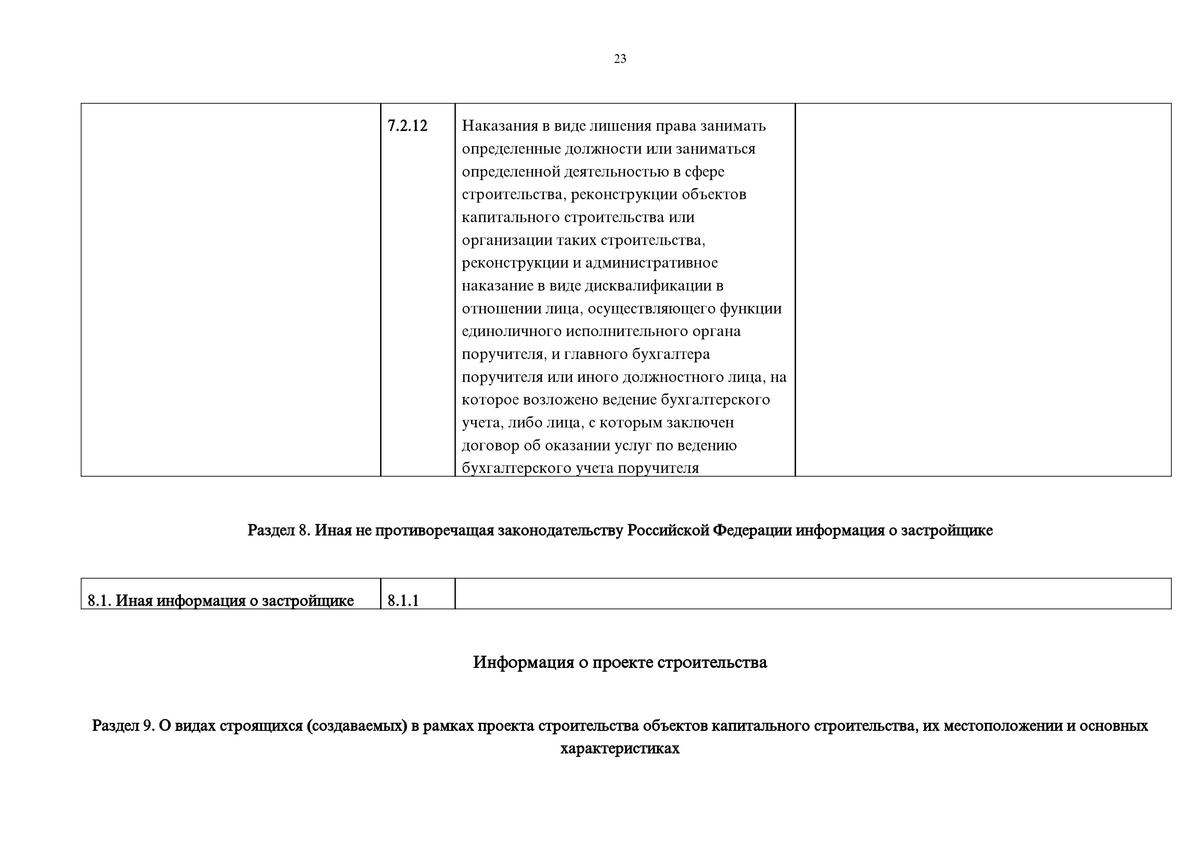 23
7.2.12
Наказания в виде лишения права занимать
определенные должности или заниматься
определенной деятельностью в сфере
строительства, реконструкции объектов
капитального строительства или
организации таких строительства,
реконструкции и административное
наказание в виде дисквалификации в
отношении лица, осуществляющего функции
единоличного исполнительного органа
поручителя, и главного бухгалтера
поручителя или иного должностного лица, на
которое возложено ведение бухгалтерского
учета, либо лица, с которым заключен
договор об оказании услуг по ведению
бухгалтерского учета поручителя
Раздел 8. Иная не противоречащая законодательству Российской Федерации информация о застройщике
8.1. Иная информация о застройщике 8.1.1
Информация о проекте строительства
Раздел 9. О видах строящихся (создаваемых) в рамках проекта строительства объектов капитального строительства, их местоположении и основных
характеристиках